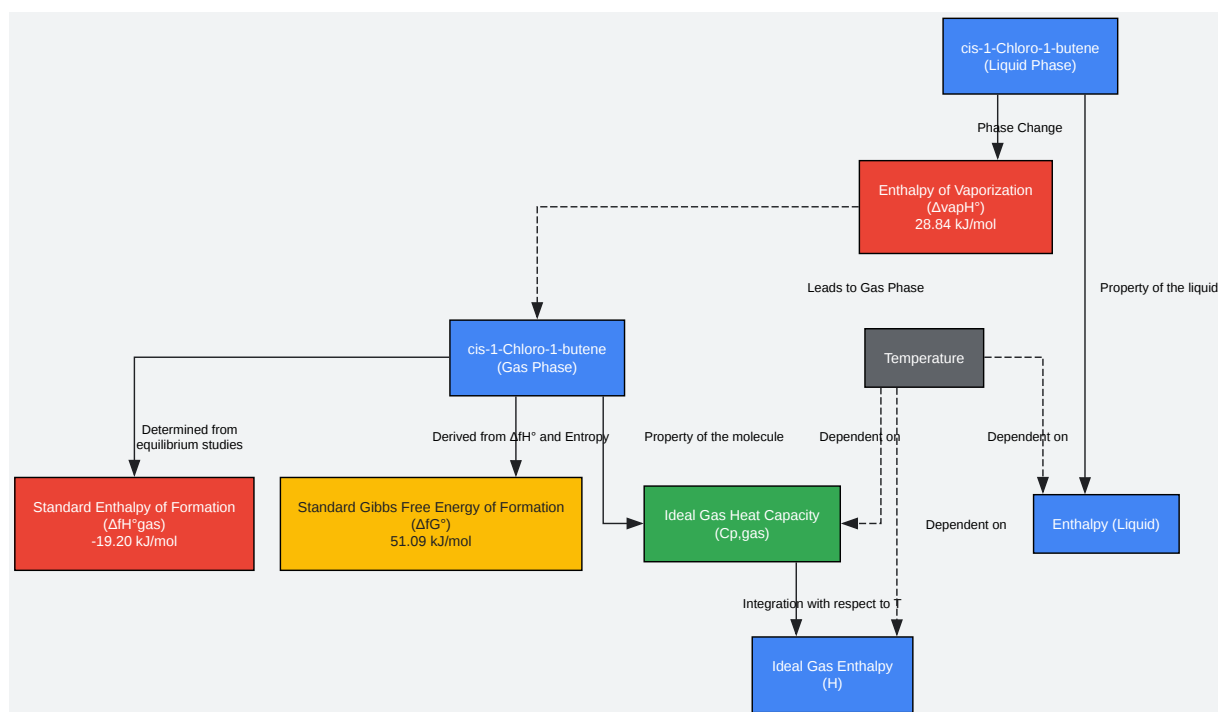 cis-1-Chloro-1-butene
(Liquid Phase)
Phase Change
Enthalpy of Vaporization
(ΔvapH°)
28.84 kJ/mol
Leads to Gas Phase
Property of the liquid
cis-1-Chloro-1-butene
(Gas Phase)
Temperature
Determined from
equilibrium studies
Derived from ΔfH° and Entropy
Property of the molecule
Dependent on
Dependent on
Standard Enthalpy of Formation
(ΔfH°gas)
-19.20 kJ/mol
Standard Gibbs Free Energy of Formation
(ΔfG°)
51.09 kJ/mol
Ideal Gas Heat Capacity
(Cp,gas)
Dependent on
Enthalpy (Liquid)
Integration with respect to T
Ideal Gas Enthalpy
(H)